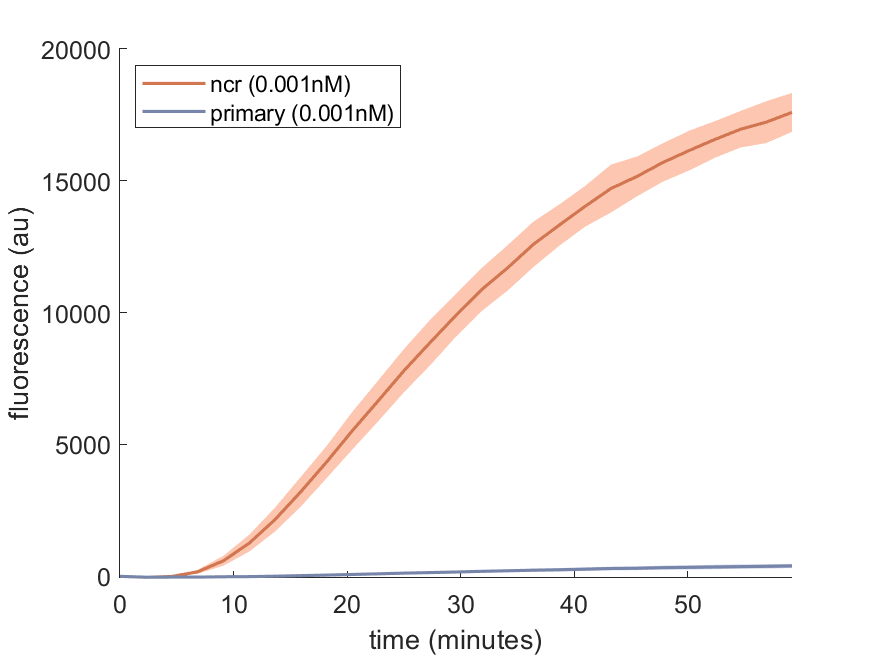 20000
15000
10000
5000
0
fluorescence (au)
ncr (0.001nM)
primary (0.001nM)
0 10 20 30 40 50
time (minutes)